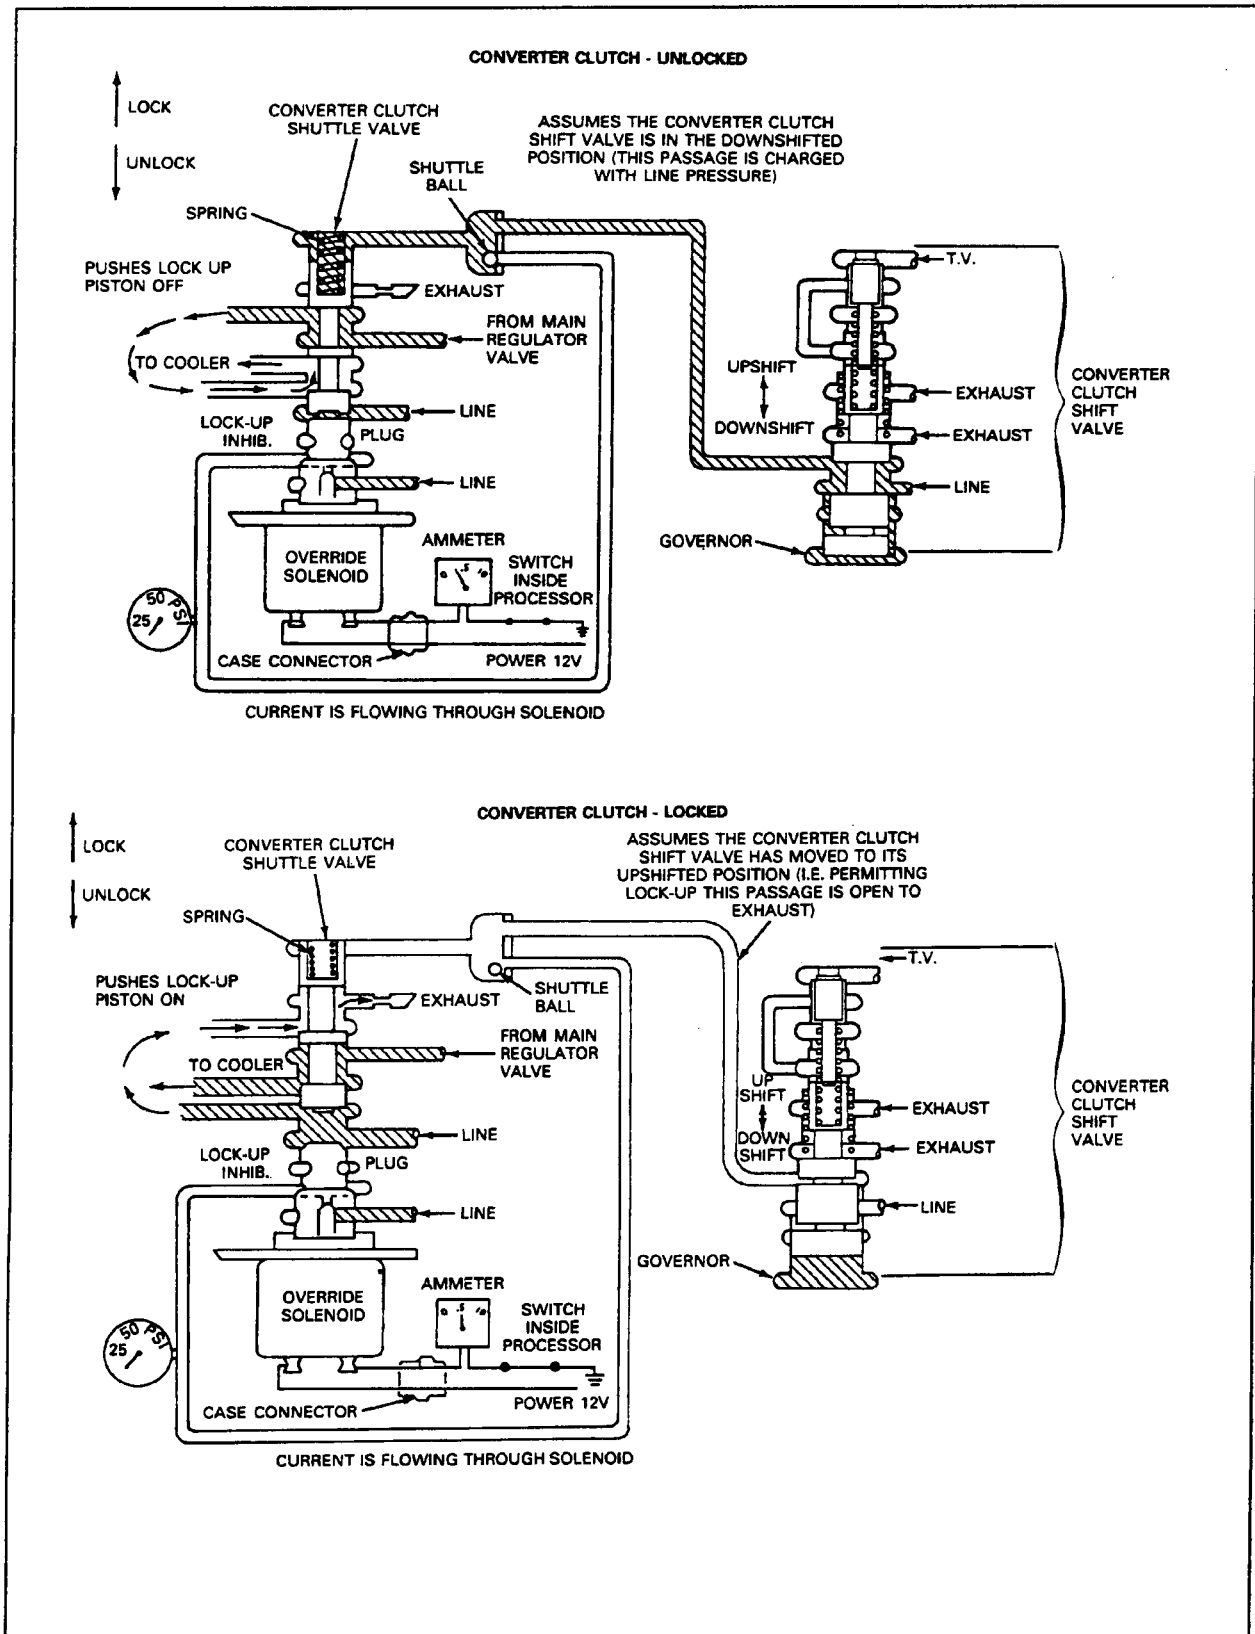 CONVERTER CLUTCH - UNLOCKED
LOCK
UNLOCK
CONVERTER CLUTCH
SHUTTLE VALVE
SHUTTLE
BALL
ASSUMES THE CONVERTER CLUTCH
SHIFT VALVE IS IN THE DOWNSHIFTED
POSITION (THIS PASSAGE IS CHARGED
WITH LINE PRESSURE)
SPRING
PUSHES LOCK UP
PISTON OFF
EXHAUST
FROM MAIN
REGULATOR
VALVE
TO COOLER
LINE
LOCK-UP
INHIB.
PLUG
LINE
T.V.
UPSHIFT
DOWNSHIFT
EXHAUST
EXHAUST
LINE
GOVERNOR
CONVERTER
CLUTCH
SHIFT
VALVE
OVERRIDE
SOLENOID
AMMETER
0 .5 10
SWITCH
INSIDE
PROCESSOR
25 50 PSI
CASE CONNECTOR
POWER 12V
CURRENT IS FLOWING THROUGH SOLENOID
CONVERTER CLUTCH - LOCKED
LOCK
UNLOCK
CONVERTER CLUTCH
SHUTTLE VALVE
ASSUMES THE CONVERTER CLUTCH
SHIFT VALVE HAS MOVED TO ITS
UPSHIFTED POSITION (I.E. PERMITTING
LOCK-UP THIS PASSAGE IS OPEN TO
EXHAUST)
SPRING
SHUTTLE
BALL
PUSHES LOCK-UP
PISTON ON
EXHAUST
FROM MAIN
REGULATOR
VALVE
TO COOLER
LINE
LOCK-UP
INHIB.
PLUG
LINE
T.V.
UP
SHIFT
DOWN
SHIFT
EXHAUST
EXHAUST
LINE
GOVERNOR
CONVERTER
CLUTCH
SHIFT
VALVE
OVERRIDE
SOLENOID
AMMETER
.5
SWITCH
INSIDE
PROCESSOR
25 50 PSI
CASE CONNECTOR
POWER 12V
CURRENT IS FLOWING THROUGH SOLENOID